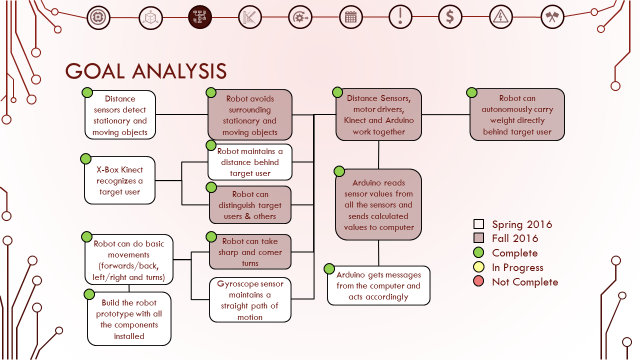 GOAL ANALYSIS
Distance
sensors detect
stationary and
moving objects
Robot avoids
surrounding
stationary and
moving objects
Distance Sensors,
motor drivers,
Kinect and Arduino
work together
Robot can
autonomously carry
weight directly
behind target user
X-Box Kinect
recognizes a
target user
Robot maintains a
distance behind
target user
Robot can
distinguish target
users & others
Arduino reads
sensor values from
all the sensors and
sends calculated
values to computer
Robot can do basic
movements
(forwards/back,
left/right and turns)
Robot can take
sharp and corner
turns
Build the robot
prototype with all
the components
installed
Gyroscope sensor
maintains a
straight path of
motion
Arduino gets messages
from the computer and
acts accordingly
Spring 2016
Fall 2016
Complete
In Progress
Not Complete